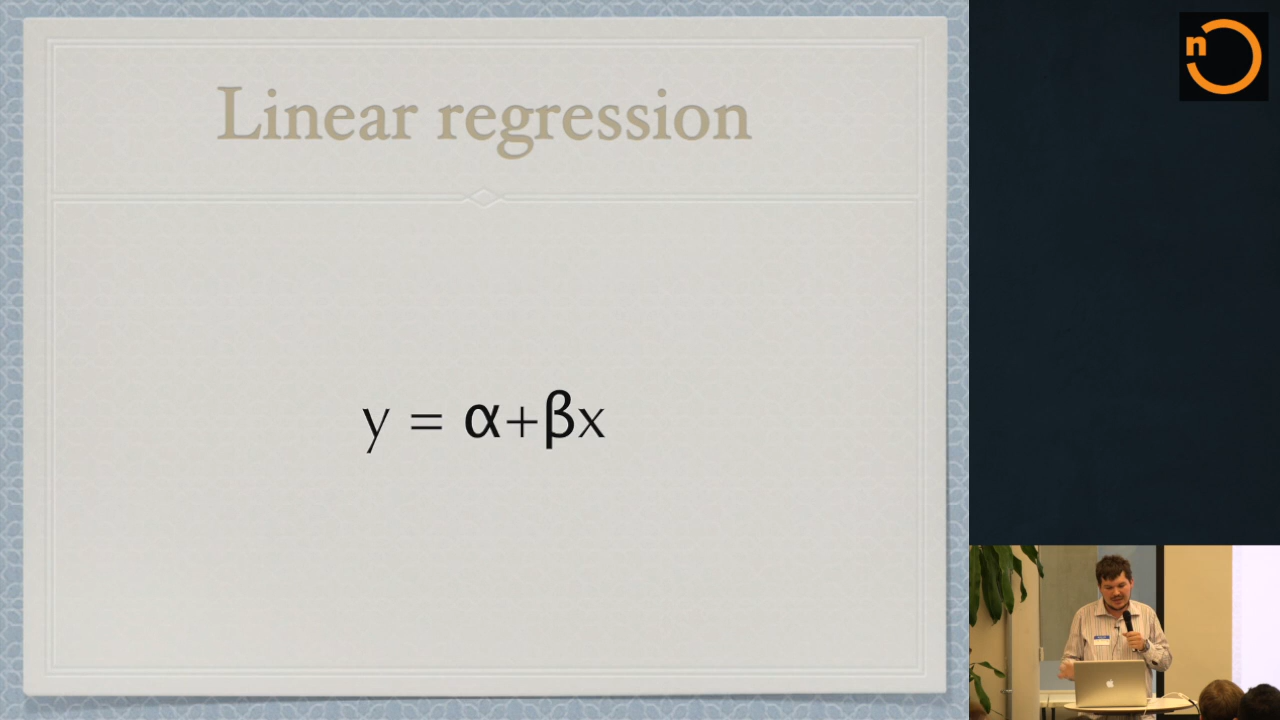 Linear regression
y = α+βx
n